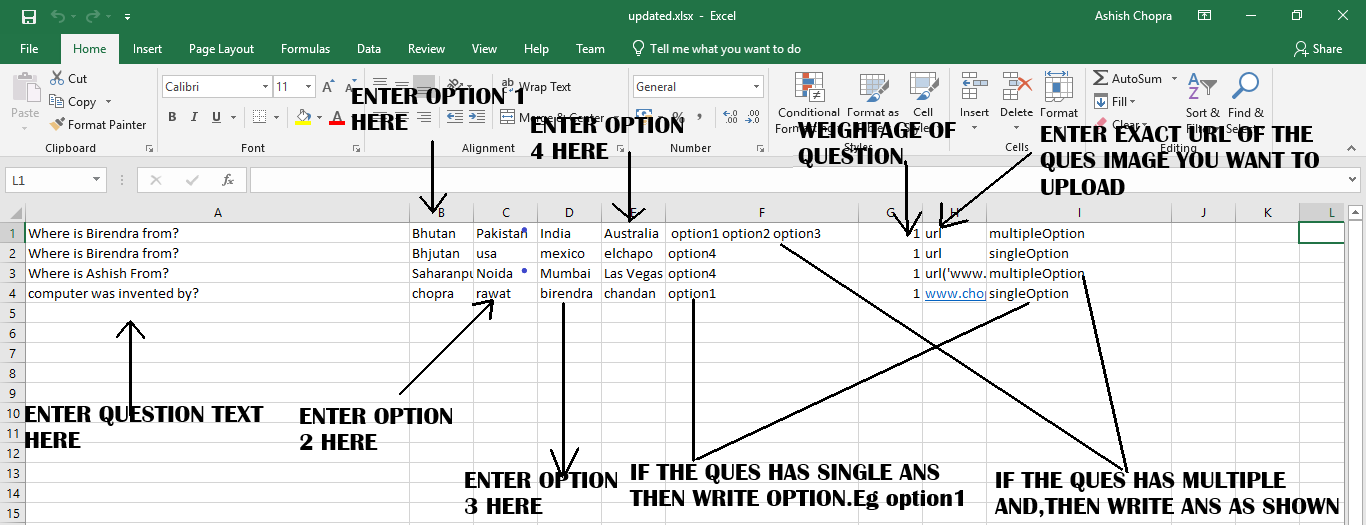 updated.xlsx - Excel
Ashish Chopra
File Home Insert Page Layout Formulas Data Review View Help Team Tell me what you want to do Share
Paste
Cut
Copy
Format Painter
Clipboard
Calibri 11
B I U
Font
Wrap Text
Merge & Center
Alignment
General
Number
Conditional
Formatting
Format as
Cell
Styles
Insert Delete Format
Cells
AutoSum
Fill
Clear
Sort &
Filter
Find &
Select
Editing
ENTER OPTION 1
HERE
ENTER OPTION
4 HERE
WEIGHTAGE OF
QUESTION
ENTER EXACT URL OF THE
QUES IMAGE YOU WANT TO
UPLOAD
L1 fx
A B C D E F G H I J K L
1 Where is Birendra from? Bhutan Pakistan India Australia option1 option2 option3 1 url multipleOption
2 Where is Birendra from? Bhjutan usa mexico elchapo option4 1 url singleOption
3 Where is Ashish From? Saharanpu Noida Mumbai Las Vegas option4 1 url('www. multipleOption
4 computer was invented by? chopra rawat birendra chandan option1 1 www.cho singleOption
5
6
7
8
9
10
11
12
13
14
15
ENTER QUESTION TEXT
HERE
ENTER OPTION
2 HERE
ENTER OPTION
3 HERE
IF THE QUES HAS SINGLE ANS
THEN WRITE OPTION.Eg option1
IF THE QUES HAS MULTIPLE
AND,THEN WRITE ANS AS SHOWN